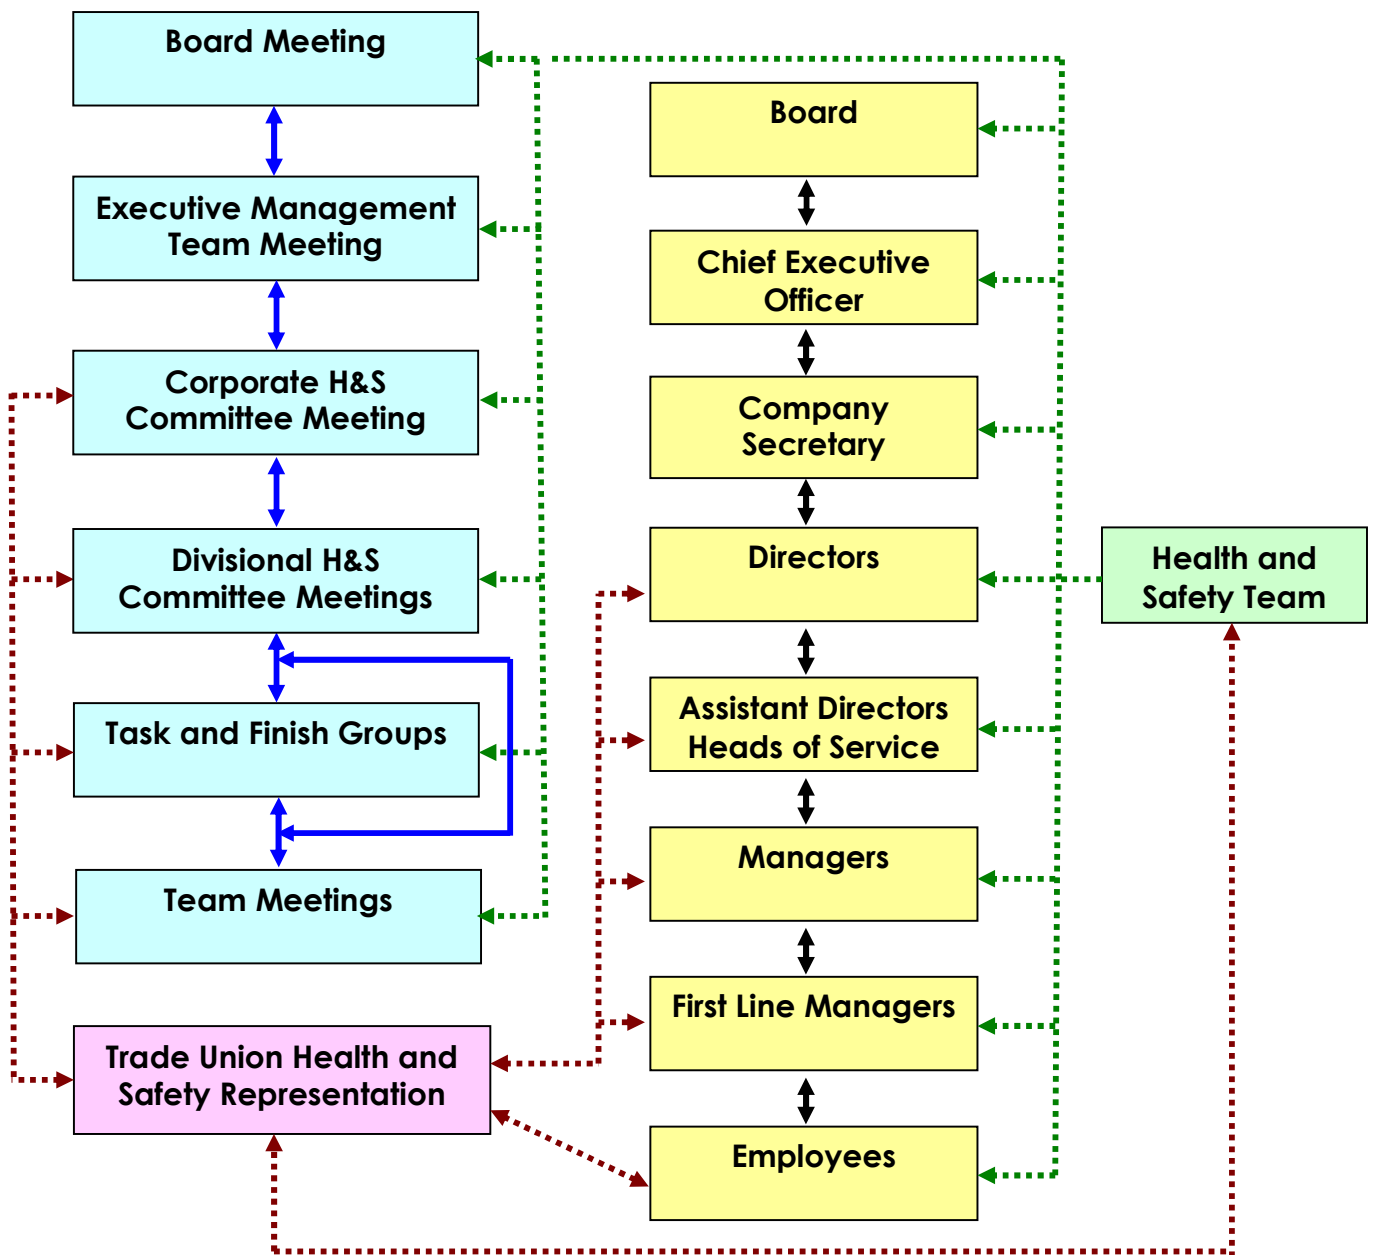 Board Meeting
Executive Management
Team Meeting
Corporate H&S
Committee Meeting
Divisional H&S
Committee Meetings
Task and Finish Groups
Team Meetings
Trade Union Health and
Safety Representation
Board
Chief Executive
Officer
Company
Secretary
Directors
Assistant Directors
Heads of Service
Managers
First Line Managers
Employees
Health and
Safety Team